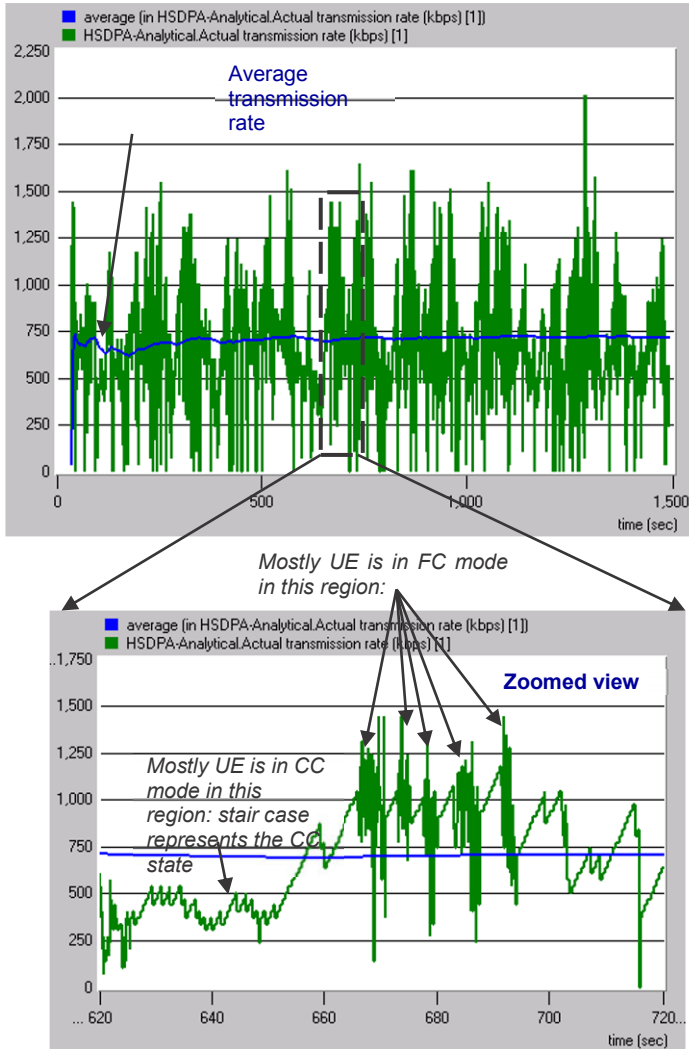 average (in HSDPA-Analytical.Actual transmission rate (kbps) [1])
HSDPA-Analytical.Actual transmission rate (kbps) [1]
2,250
Average
transmission
rate
2,000
1,750
1,500
1,250
1,000
750
500
250
0
0 500 1,000 1,500
time (sec)
Mostly UE is in FC mode
in this region:
average (in HSDPA-Analytical.Actual transmission rate (kbps) [1])
HSDPA-Analytical.Actual transmission rate (kbps) [1]
...1,750
Zoomed view
1,500
1,250
Mostly UE is in CC
mode in this
region: stair case
represents the CC
state
1,000
750
500
250
0
... 620 640 660 680 700 720...
time (sec)